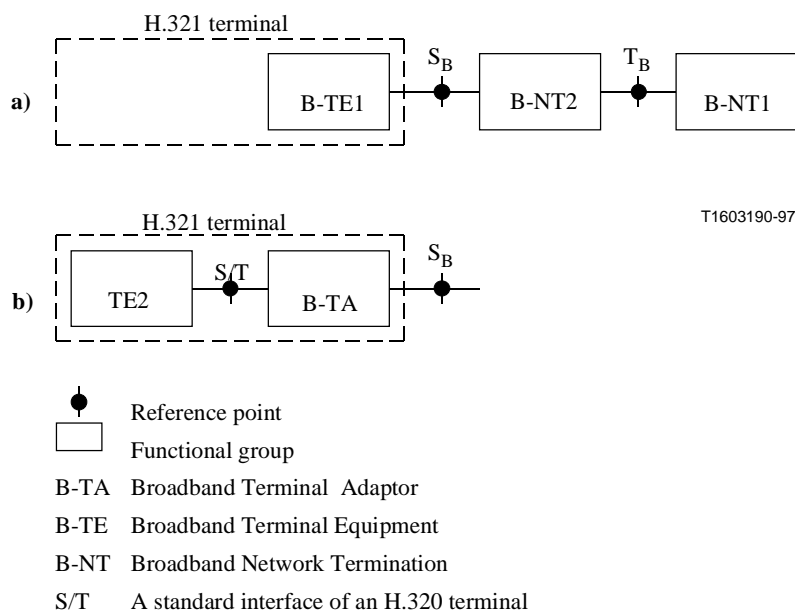 H.321 terminal
S_B
T_B
a)
B-TE1
B-NT2
B-NT1
T1603190-97
H.321 terminal
S_B
S/T
b)
TE2
B-TA
Reference point
Functional group
B-TA Broadband Terminal Adaptor
B-TE Broadband Terminal Equipment
B-NT Broadband Network Termination
S/T A standard interface of an H.320 terminal